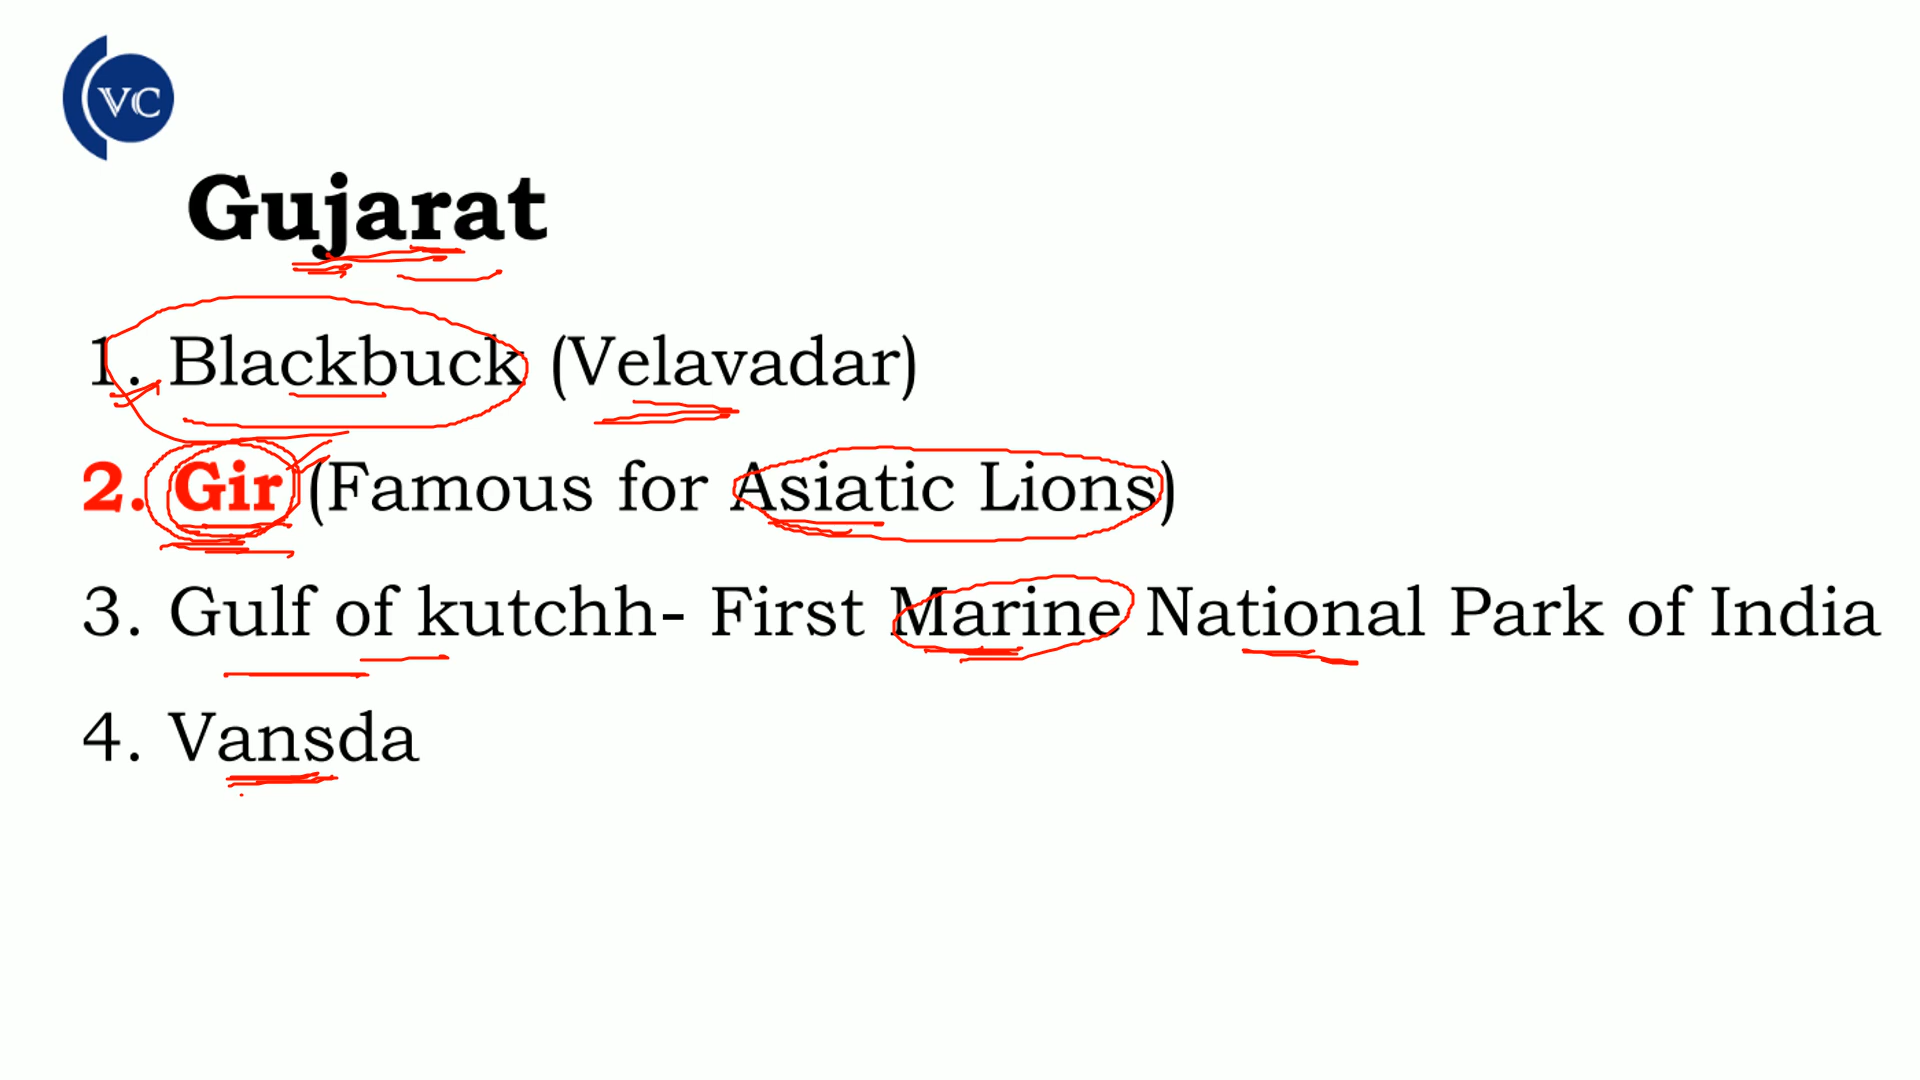 VC
Gujarat
1. Blackbuck (Velavadar)
2. Gir (Famous for Asiatic Lions)
3. Gulf of kutchh- First Marine National Park of India
4. Vansda